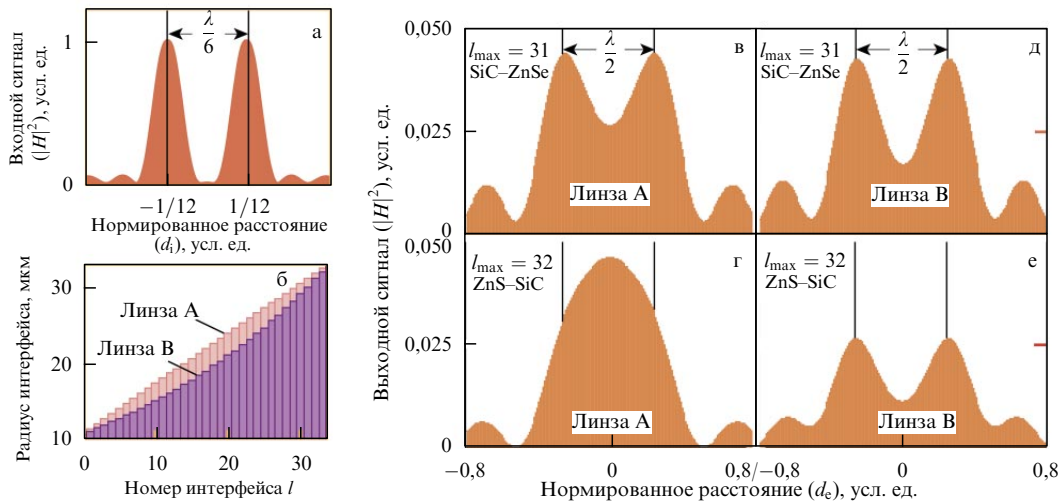 а
λ/6
Входной сигнал
(|H|²), усл. ед.
1
0
−1/12 1/12
Нормированное расстояние
(dᵢ), усл. ед.
б
Радиус интерфейса, мкм
30
20
10
Линза А
Линза В
0 10 20 30
Номер интерфейса l
Выходной сигнал (|H|²), усл. ед.
0,050
0,025
0
в
lmax = 31
SiC–ZnSe
λ/2
Линза А
д
lmax = 31
SiC–ZnSe
λ/2
Линза В
0,050
0,025
0
г
lmax = 32
ZnS–SiC
Линза А
е
lmax = 32
ZnS–SiC
Линза В
−0,8 0 0,8/−0,8 0 0,8
Нормированное расстояние (dₑ), усл. ед.